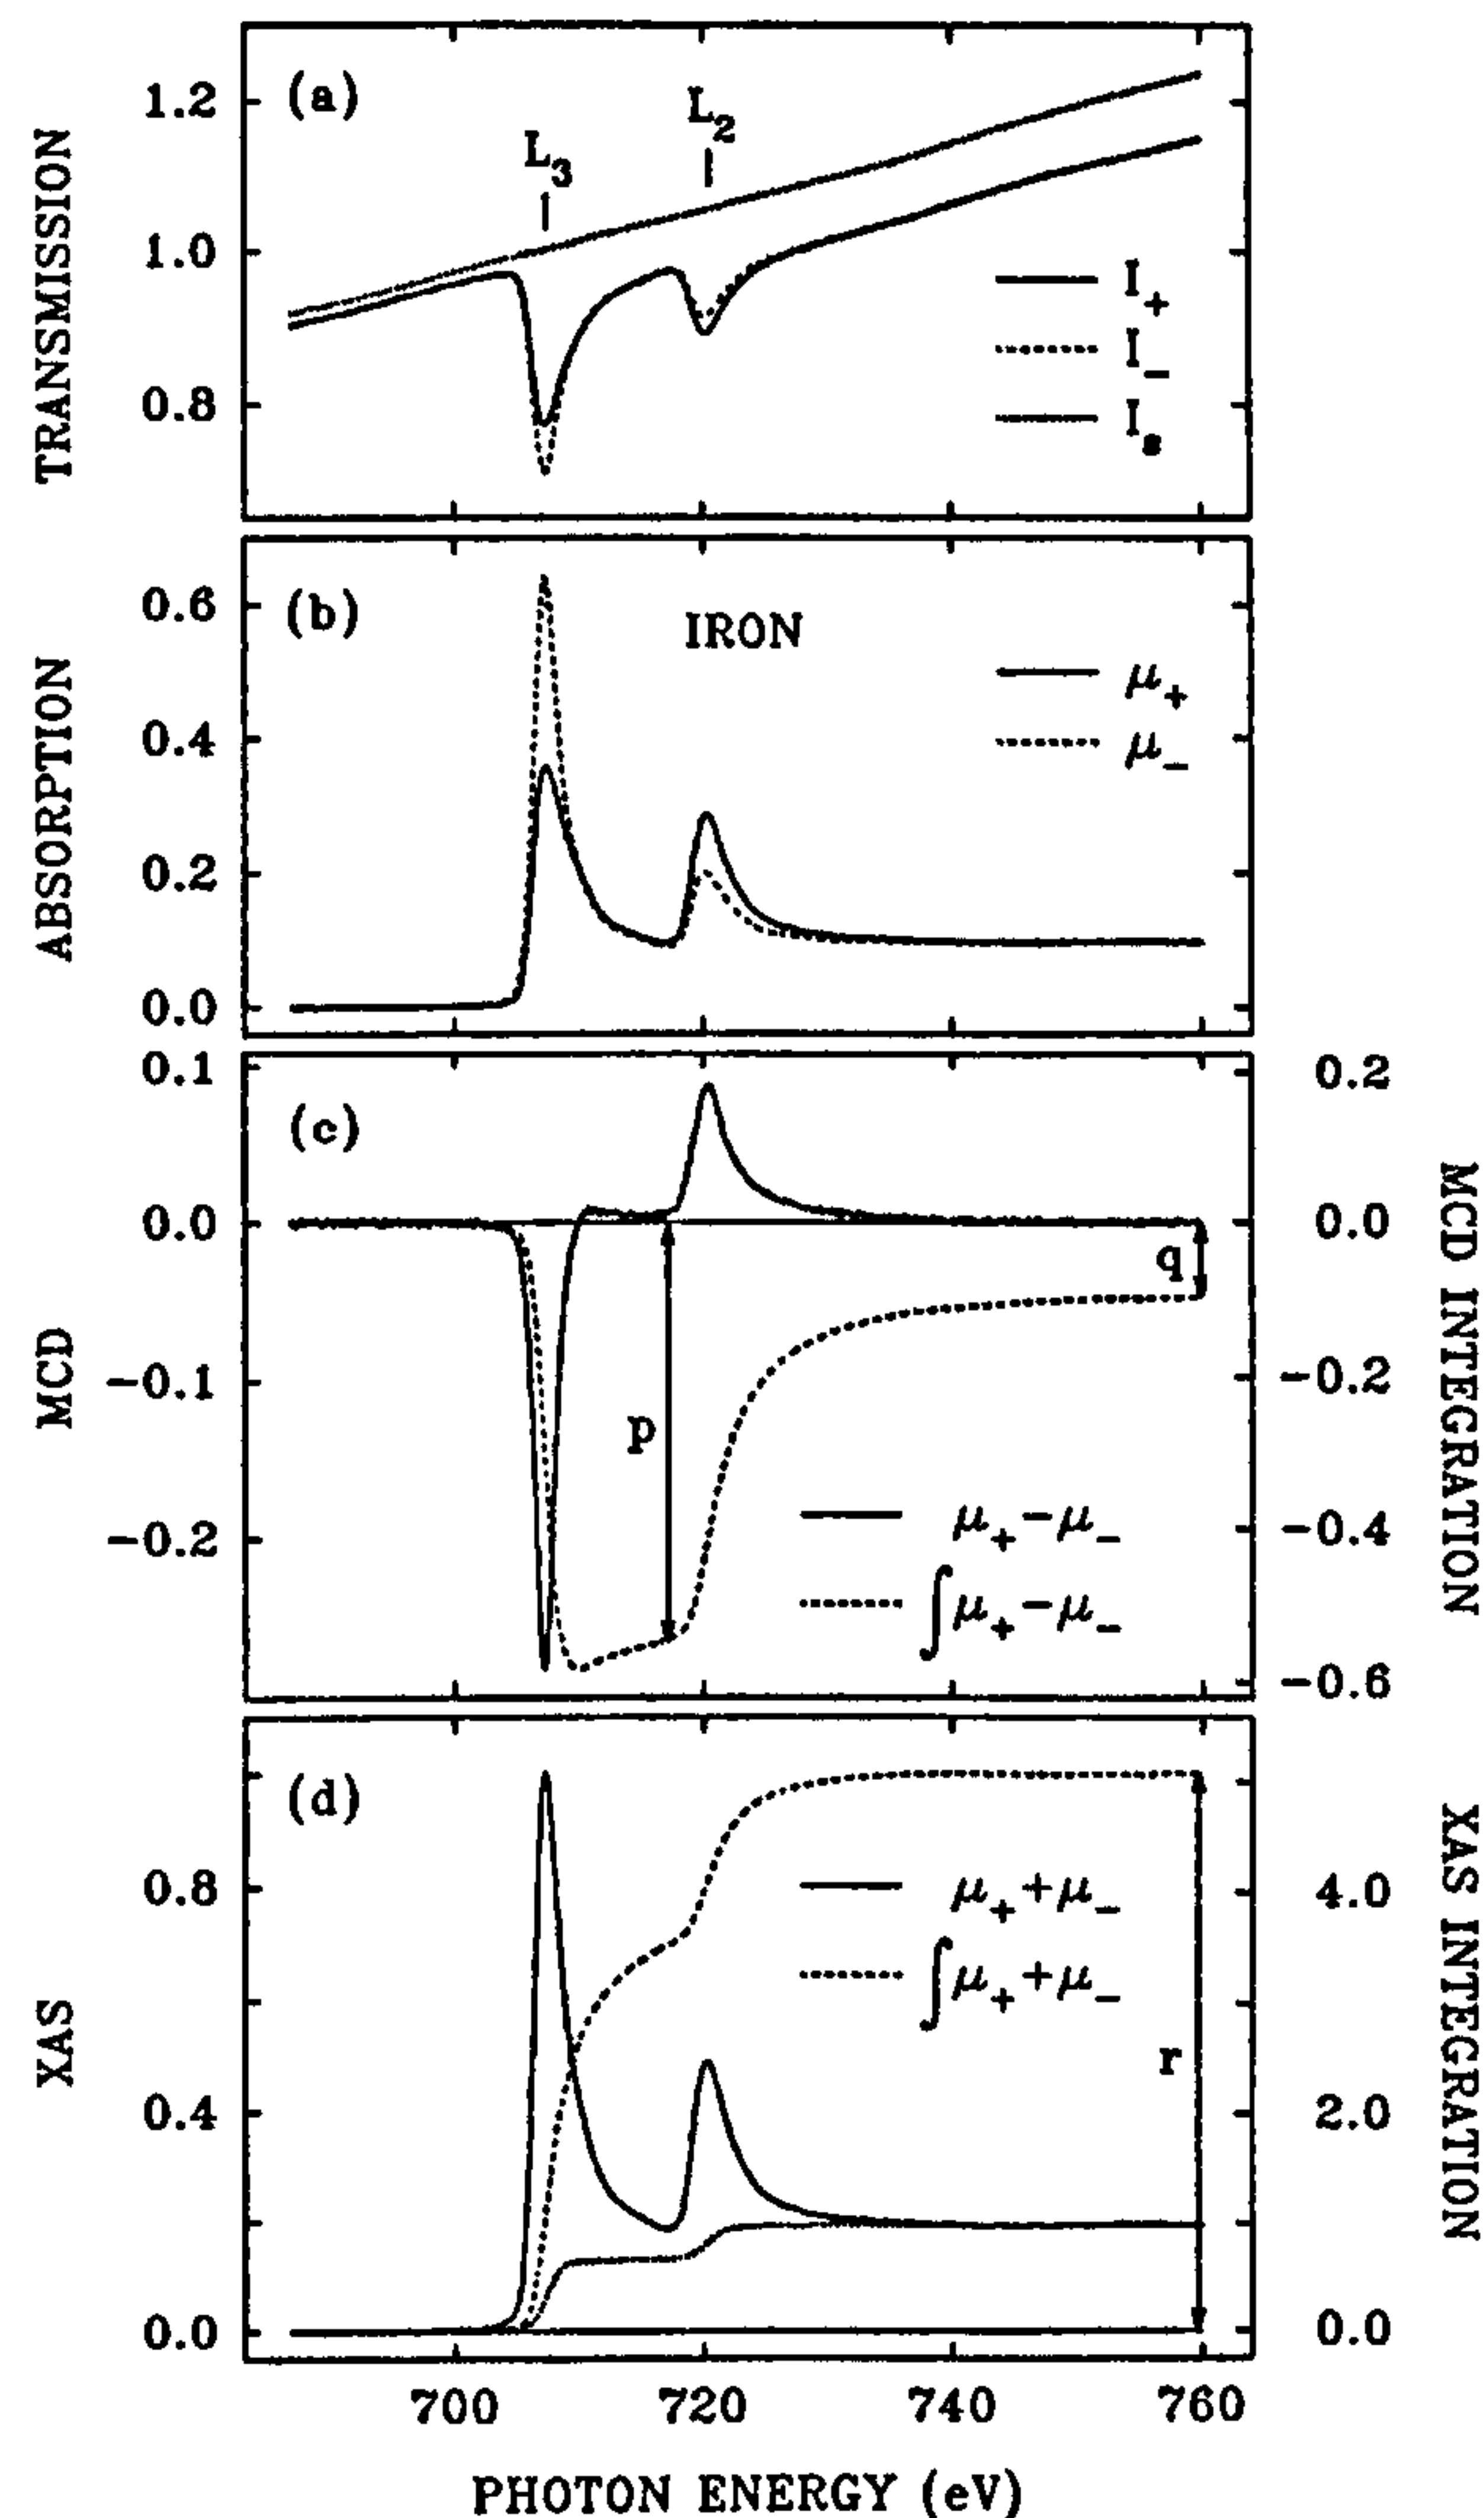 (a)
1.2
1.0
0.8
TRANSMISSION
L3
L2
I+
I-
Is
(b)
IRON
0.6
0.4
0.2
0.0
ABSORPTION
μ+
μ-
(c)
0.1
0.0
-0.1
-0.2
MCD
0.2
0.0
-0.2
-0.4
-0.6
MCD INTEGRATION
p
q
μ+-μ-
∫μ+-μ-
(d)
0.8
0.4
0.0
XAS
4.0
2.0
0.0
XAS INTEGRATION
μ++μ-
∫μ++μ-
r
700 720 740 760
PHOTON ENERGY (eV)